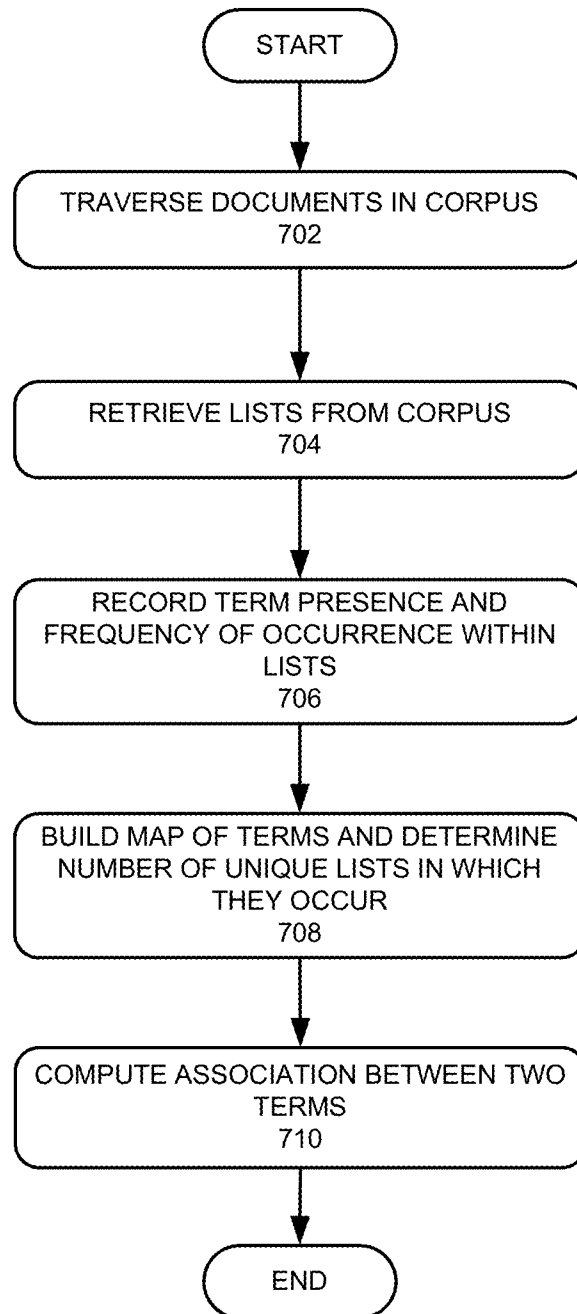 START
TRAVERSE DOCUMENTS IN CORPUS
702
RETRIEVE LISTS FROM CORPUS
704
RECORD TERM PRESENCE AND
FREQUENCY OF OCCURRENCE WITHIN
LISTS
706
BUILD MAP OF TERMS AND DETERMINE
NUMBER OF UNIQUE LISTS IN WHICH
THEY OCCUR
708
COMPUTE ASSOCIATION BETWEEN TWO
TERMS
710
END